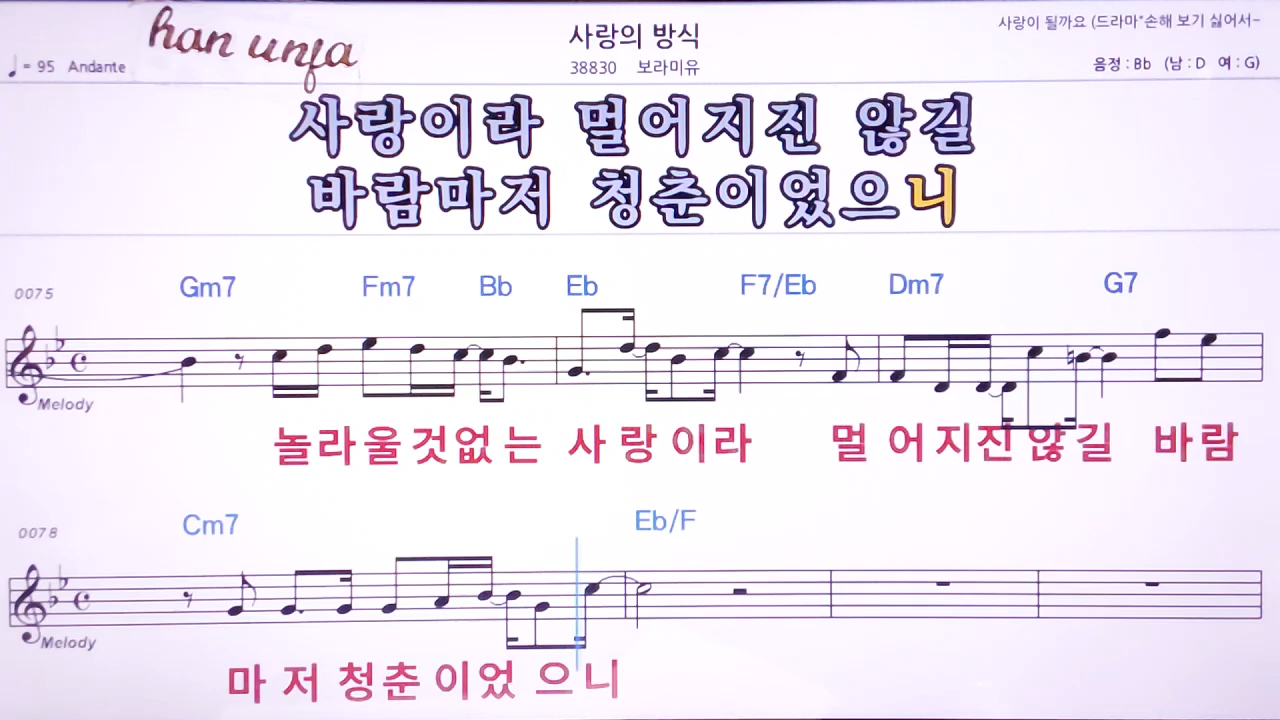 han unja
사랑의 방식
사랑이 될까요 (드라마"손해 보기 싫어서-
♩= 95 Andante
38830 보라미유
음정 : Bb (남 : D 여 : G)
사랑이라 멀어지진 않길
바람마저 청춘이었으니
0075 Gm7 Fm7 Bb Eb F7/Eb Dm7 G7
Melody
놀라울것없는 사랑이라 멀어지진않길 바람
0078 Cm7 Eb/F
Melody
마저청춘이었으니